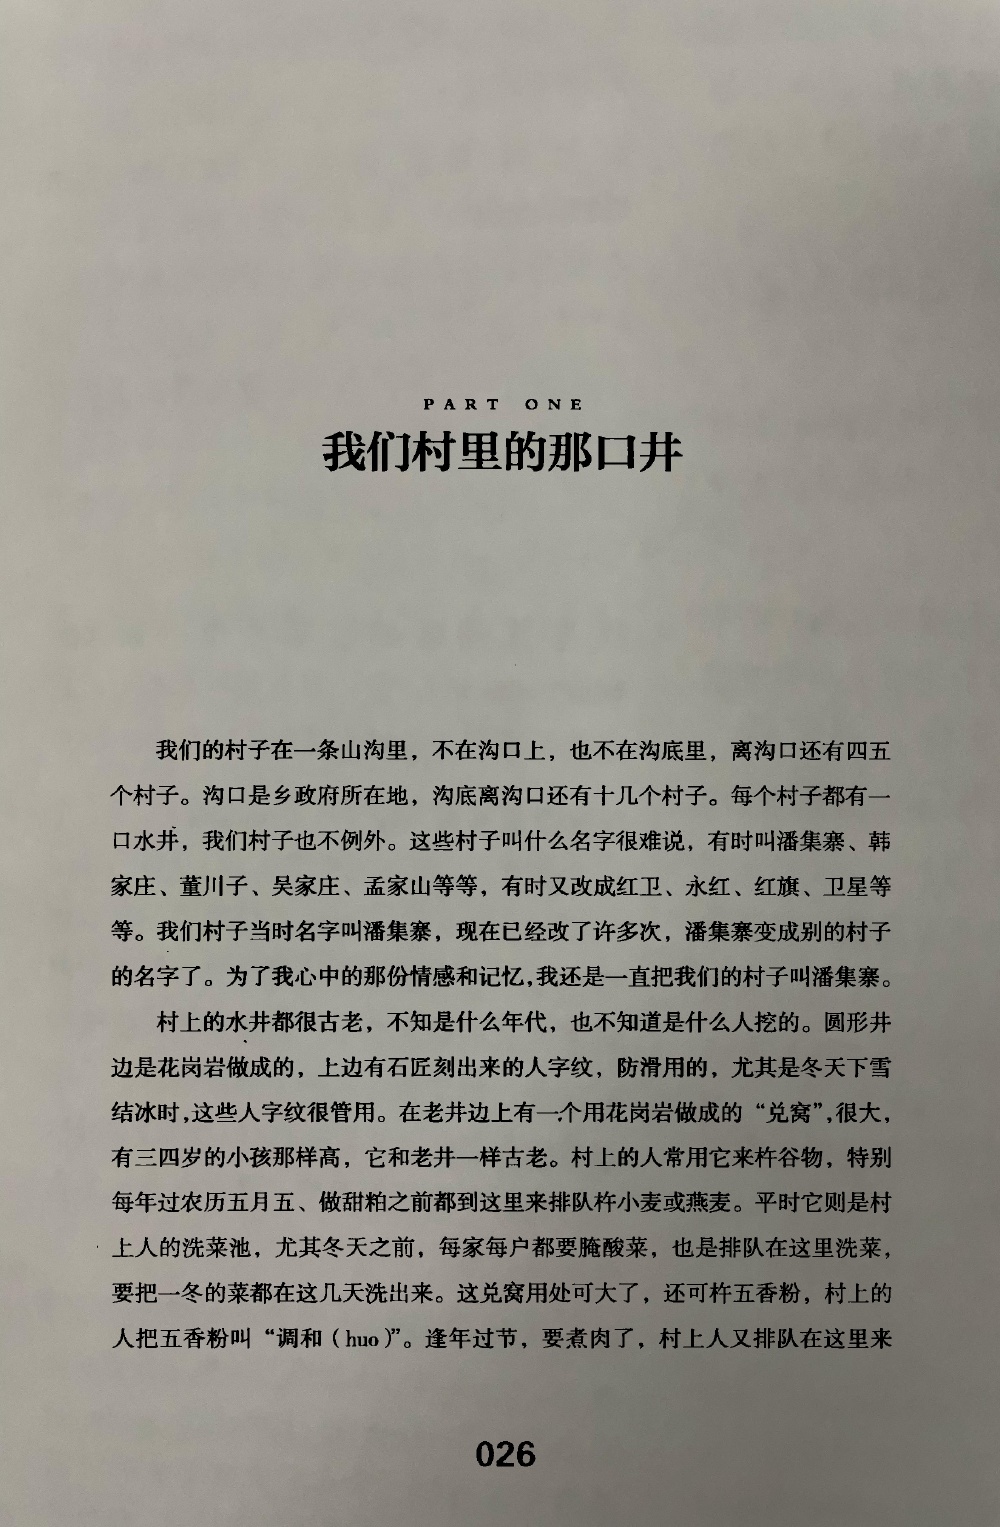 PART ONE
我们村里的那口井
我们的村子在一条山沟里，不在沟口上，也不在沟底里，离沟口还有四五
个村子。沟口是乡政府所在地，沟底离沟口还有十几个村子。每个村子都有一
口水井，我们村子也不例外。这些村子叫什么名字很难说，有时叫潘集寨、韩
家庄、董川子、吴家庄、孟家山等等，有时又改成红卫、永红、红旗、卫星等
等。我们村子当时名字叫潘集寨，现在已经改了许多次，潘集寨变成别的村子
的名字了。为了我心中的那份情感和记忆，我还是一直把我们的村子叫潘集寨。
村上的水井都很古老，不知是什么年代，也不知道是什么人挖的。圆形井
边是花岗岩做成的，上边有石匠刻出来的人字纹，防滑用的，尤其是冬天下雪
结冰时，这些人字纹很管用。在老井边上有一个用花岗岩做成的“兑窝”，很大，
有三四岁的小孩那样高，它和老井一样古老。村上的人常用它来杵谷物，特别
每年过农历五月五、做甜粕之前都到这里来排队杵小麦或燕麦。平时它则是村
上人的洗菜池，尤其冬天之前，每家每户都要腌酸菜，也是排队在这里洗菜，
要把一冬的菜都在这几天洗出来。这兑窝用处可大了，还可杵五香粉，村上的
人把五香粉叫“调和（huo）”。逢年过节，要煮肉了，村上人又排队在这里来
026